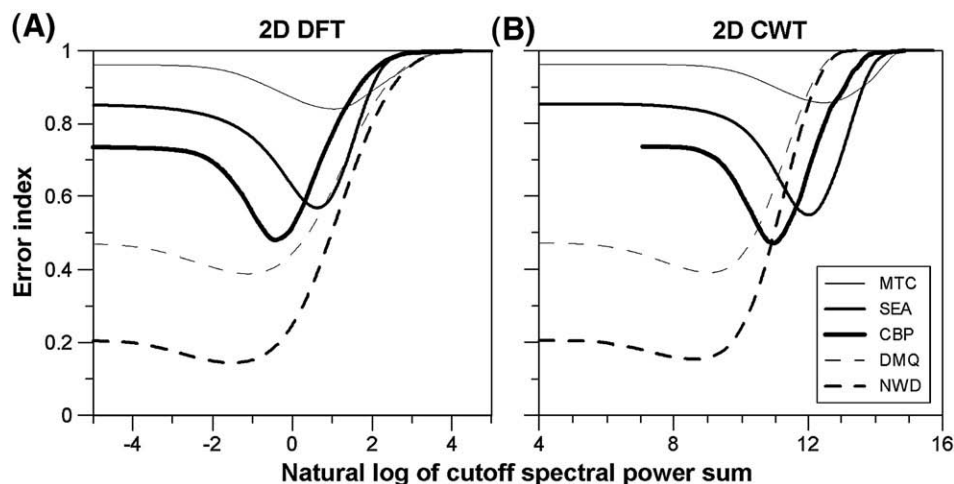 (A)
2D DFT
(B)
2D CWT
1
0.8
0.6
0.4
0.2
0
Error index
MTC
SEA
CBP
DMQ
NWD
-4
-2
0
2
4
4
8
12
16
Natural log of cutoff spectral power sum